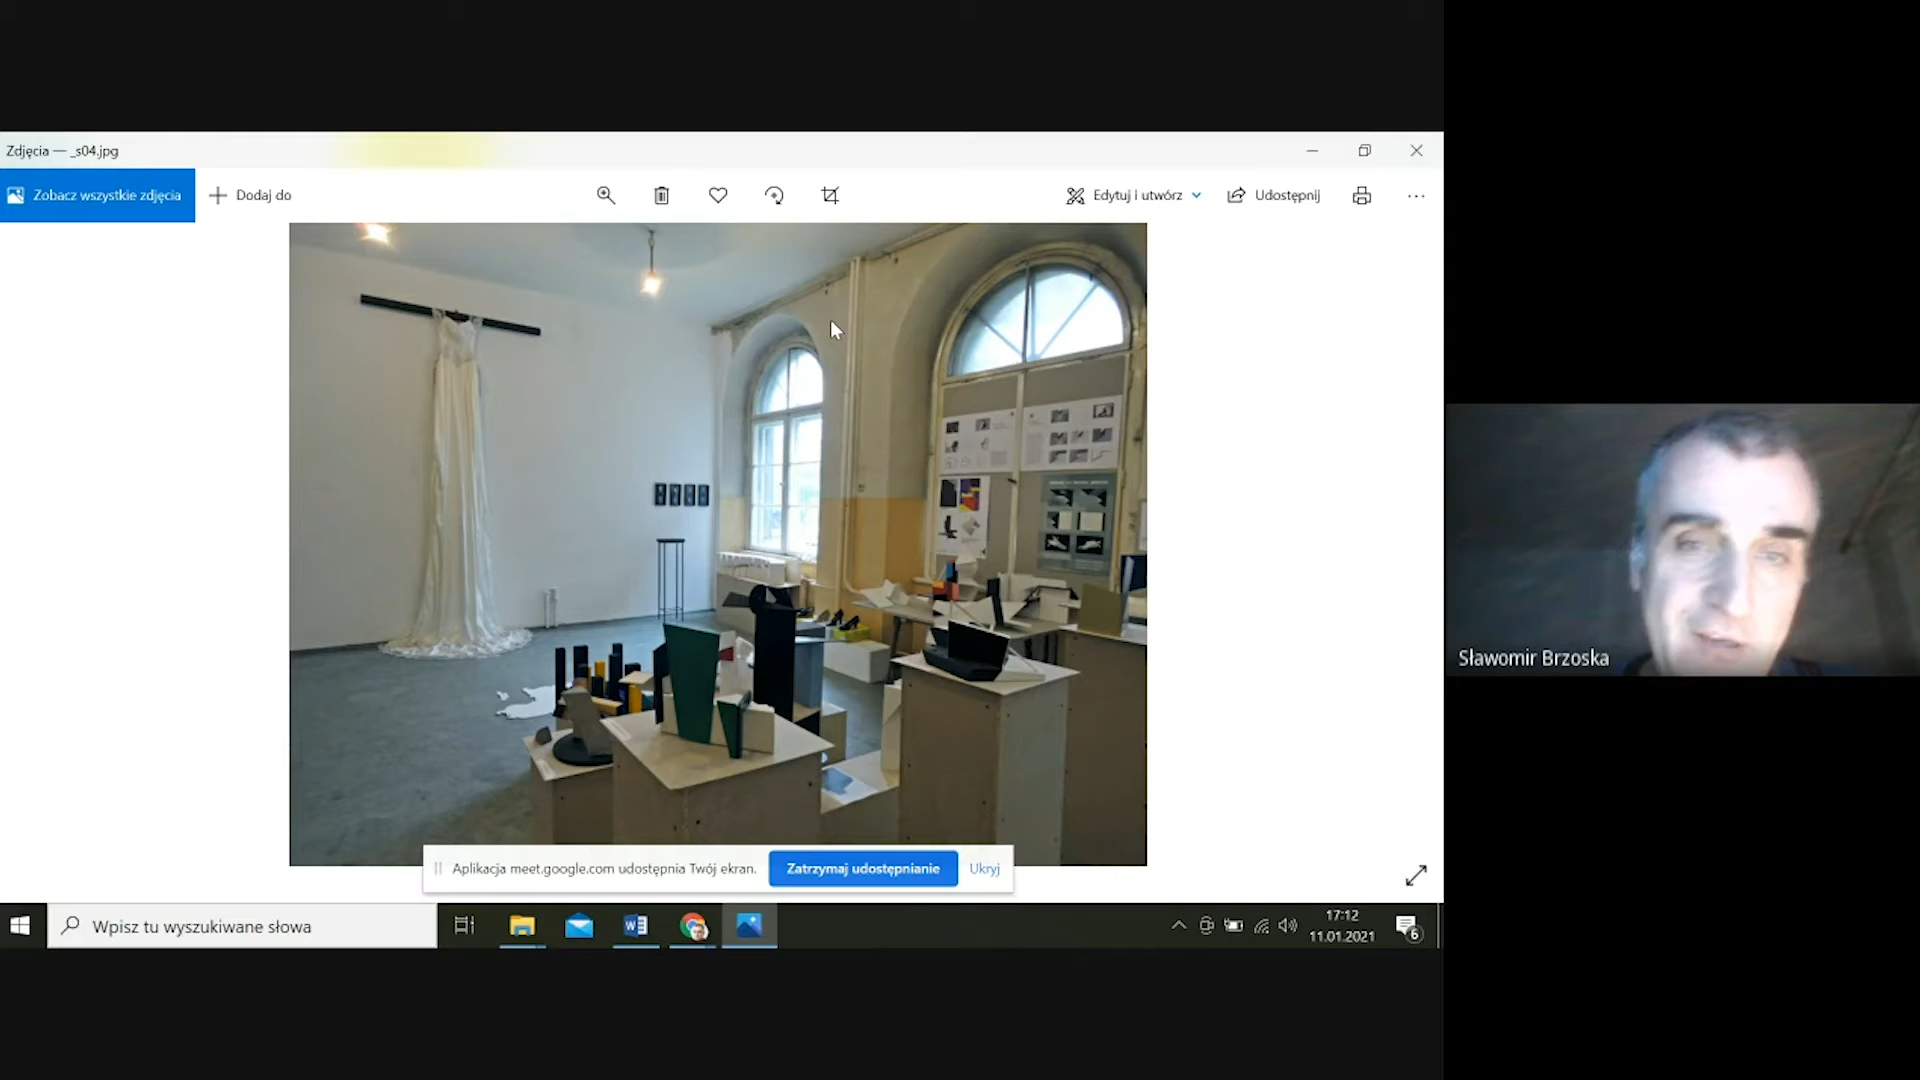 Zdjęcia — _s04.jpg
Zobacz wszystkie zdjęcia
Dodaj do
Edytuj i utwórz
Udostępnij
Sławomir Brzoska
Aplikacja meet.google.com udostępnia Twój ekran.
Zatrzymaj udostępnianie
Ukryj
Wpisz tu wyszukiwane słowa
17:12
11.01.2021
6